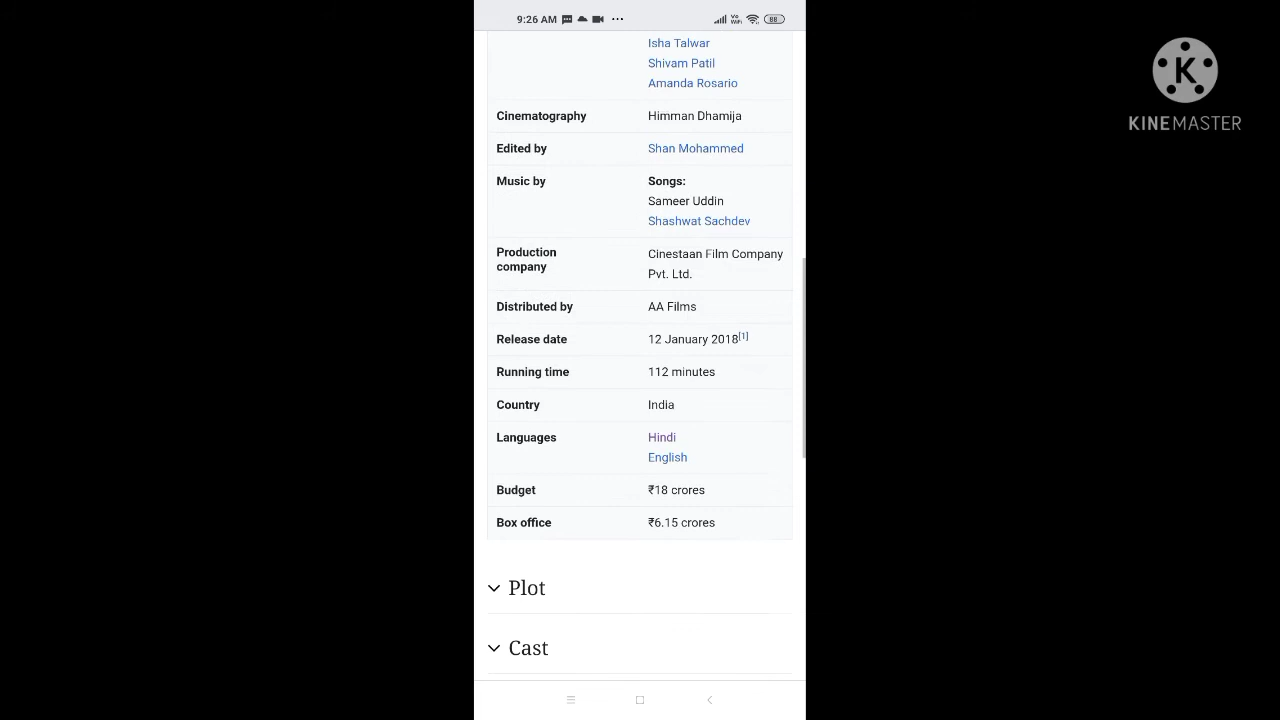 9:26 AM
Vo
WiFi
88
Isha Talwar
Shivam Patil
Amanda Rosario
Cinematography Himman Dhamija
Edited by Shan Mohammed
Music by Songs:
Sameer Uddin
Shashwat Sachdev
Production
company
Cinestaan Film Company
Pvt. Ltd.
Distributed by AA Films
Release date 12 January 2018[1]
Running time 112 minutes
Country India
Languages Hindi
English
Budget ₹18 crores
Box office ₹6.15 crores
Plot
Cast
K
KINEMASTER